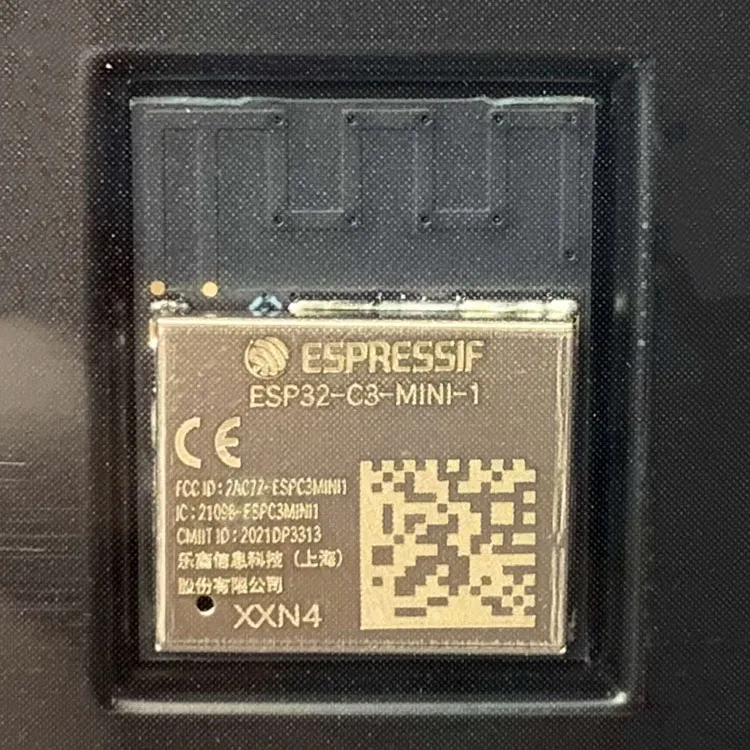 ESPRESSIF
ESP32-C3-MINI-1
CE
FCC ID:2AC7Z-ESPC3MINI1
IC:21098-ESPC3MINI1
CMIIT ID:2021DP3313
乐鑫信息科技(上海)
股份有限公司
XXN4